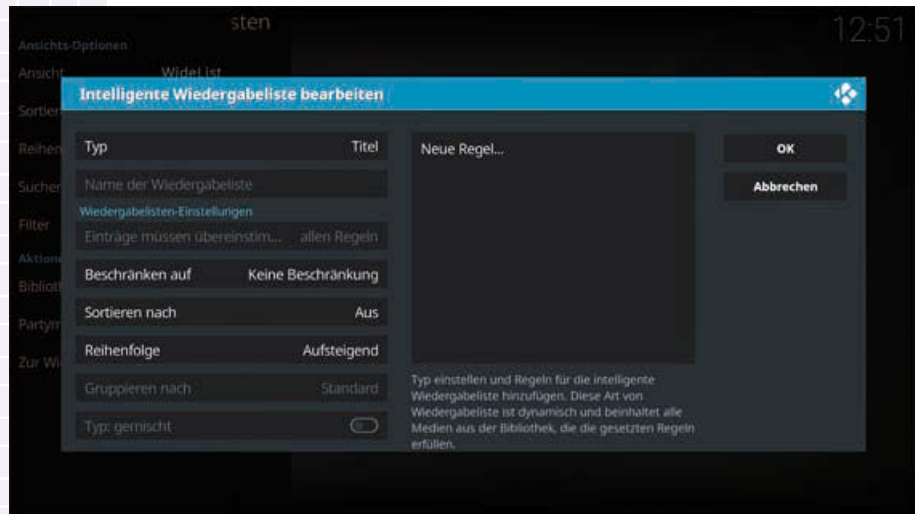 sten
12:51
Ansichts-Optionen
Ansicht WideList
Sortier
Reihen
Suchen
Filter
Aktion
Bibliot
Partym
Zur Wi
Intelligente Wiedergabeliste bearbeiten
Typ Titel
Name der Wiedergabeliste
Wiedergabelisten-Einstellungen
Einträge müssen übereinstim... allen Regeln
Beschränken auf Keine Beschränkung
Sortieren nach Aus
Reihenfolge Aufsteigend
Gruppieren nach Standard
Typ: gemischt
Neue Regel...
Typ einstellen und Regeln für die intelligente
Wiedergabeliste hinzufügen. Diese Art von
Wiedergabeliste ist dynamisch und beinhaltet alle
Medien aus der Bibliothek, die die gesetzten Regeln
erfüllen.
OK
Abbrechen